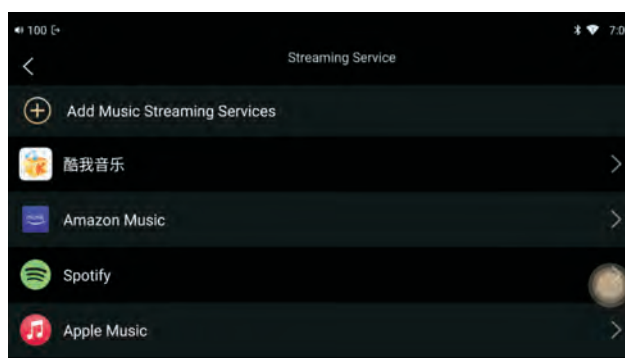 100
7:0
Streaming Service
Add Music Streaming Services
酷我音乐
Amazon Music
Spotify
Apple Music